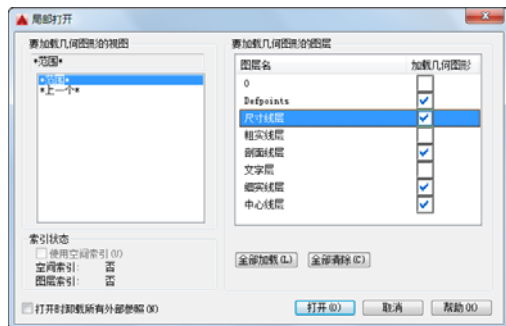 局部打开
要加载几何图形的视图
*范围*
*范围*
*上一个*
索引状态
使用空间索引(U)
空间索引: 否
图层索引: 否
打开时卸载所有外部参照(X)
要加载几何图形的图层
图层名 加载几何图形
0
Defpoints
尺寸线层
粗实线层
剖面线层
文字层
细实线层
中心线层
全部加载(L) 全部清除(C)
打开(O) 取消 帮助(H)